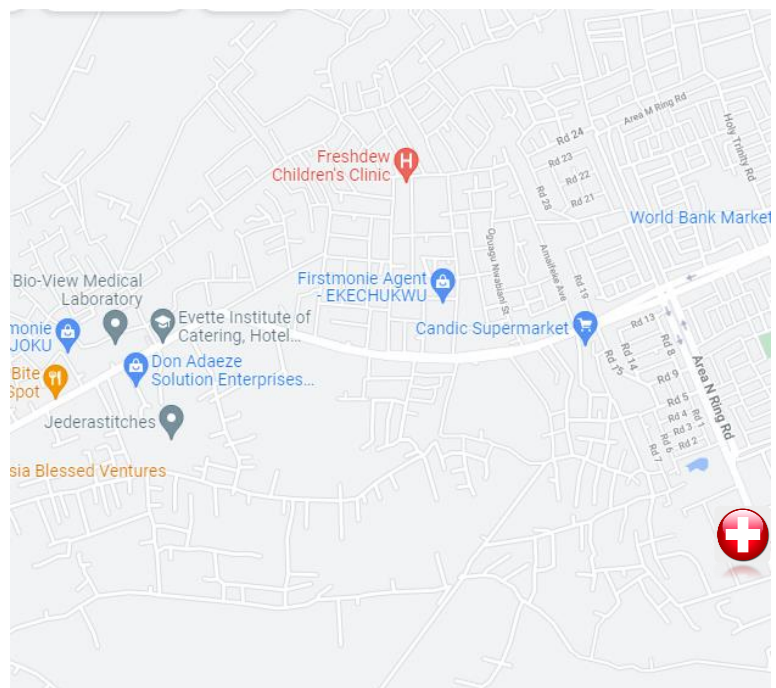 Area M Ring Rd
Holy Trinity Rd
Rd 24
Rd 23
Rd 22
Rd 21
Rd 28
Freshdew
Children's Clinic
World Bank Market
Oguagu Nwabiani St
Amaifeke Ave
Rd 19
Firstmonie Agent
- EKECHUKWU
Bio-View Medical
Laboratory
Evette Institute of
Catering, Hotel...
monie
JOKU
Candic Supermarket
Rd 13
Rd 8
Rd 14
Rd 15
Area N Ring Rd
Don Adaeze
Solution Enterprises...
Bite
Spot
Rd 9
Rd 5
Rd 4
Rd 3
Rd 2
Rd 1
Rd 6
Rd 7
Jederastitches
sia Blessed Ventures